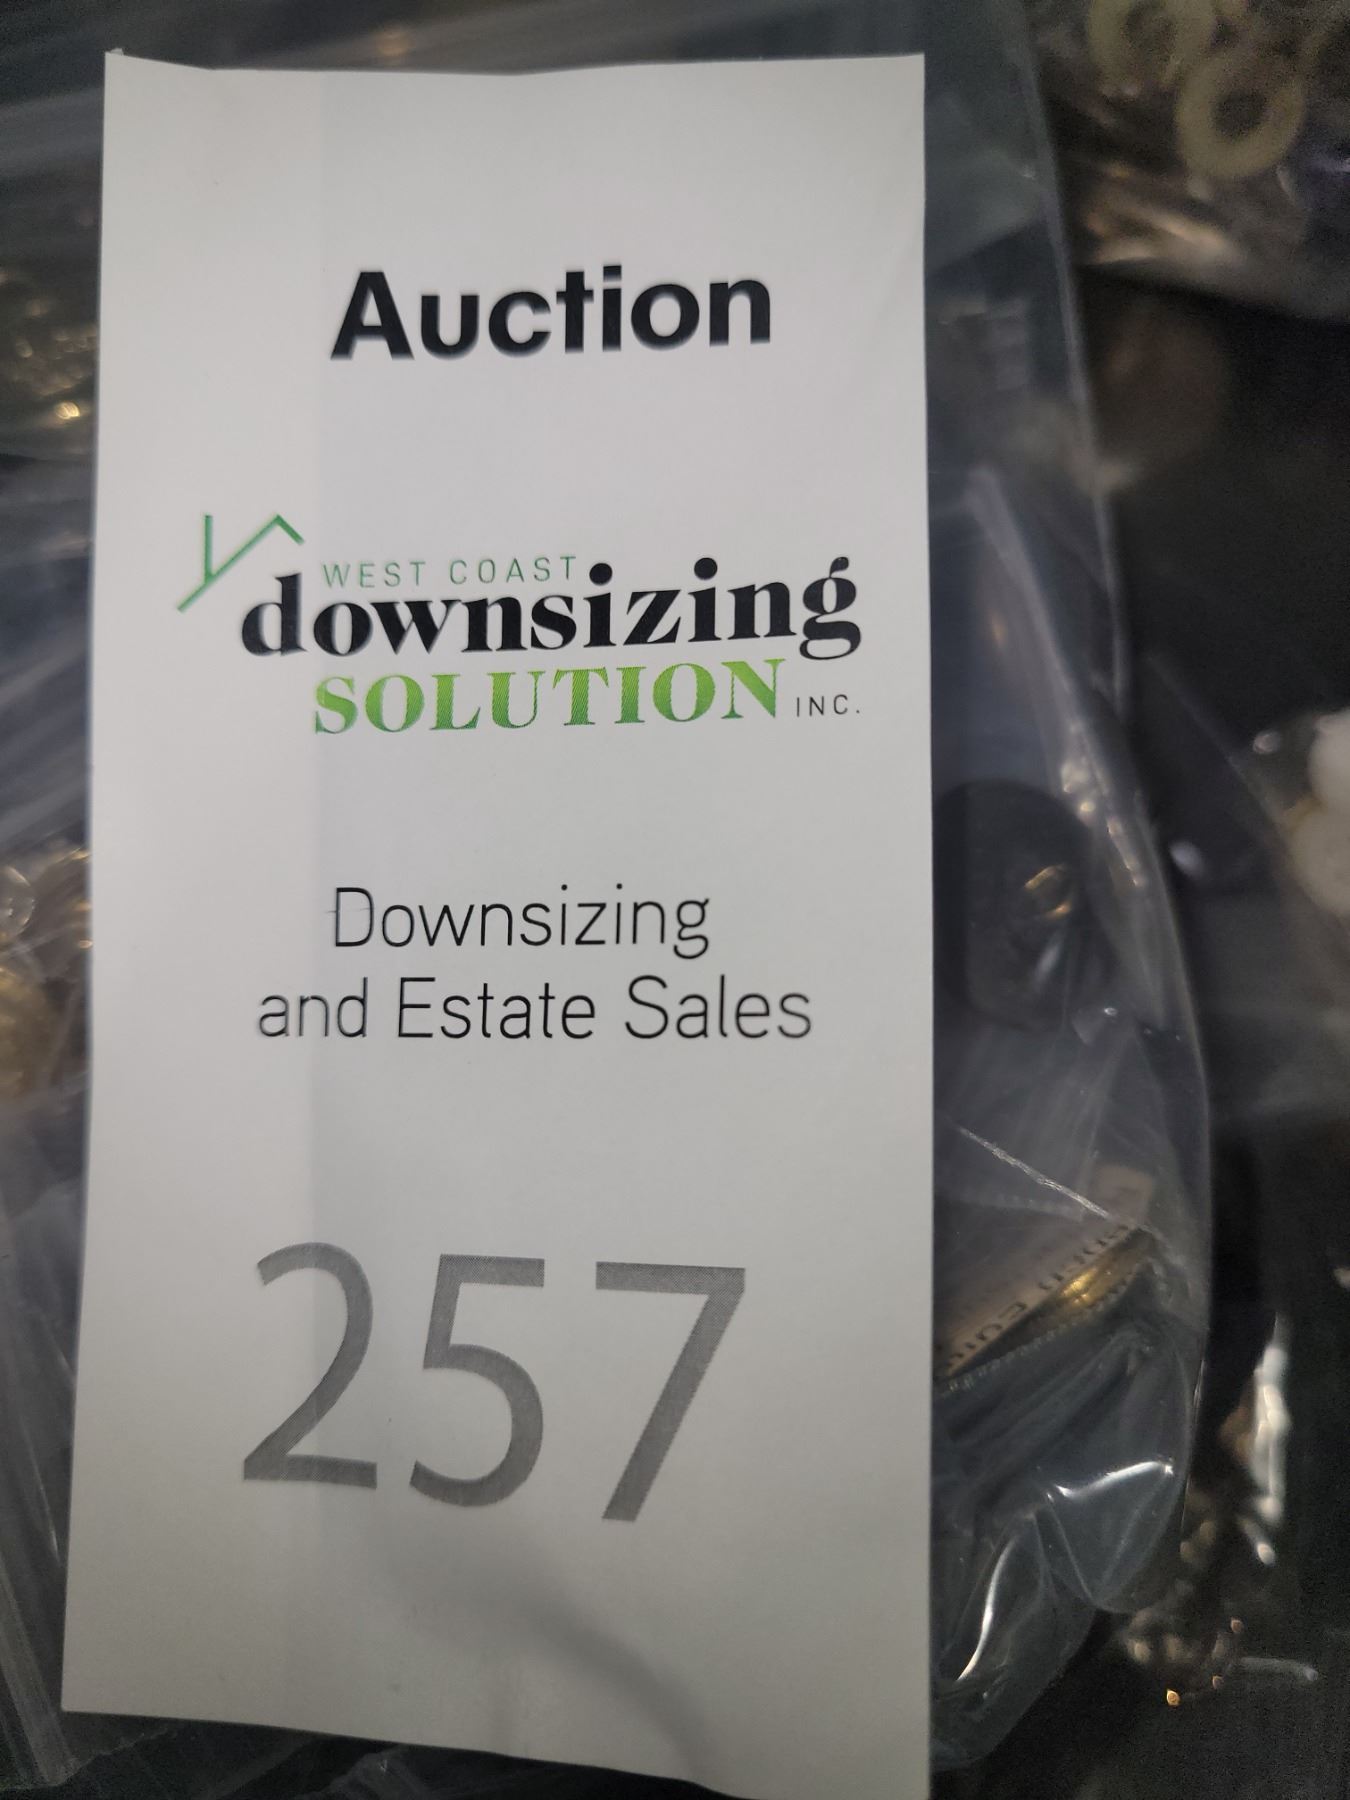 Auction
WEST COAST
downsizing
SOLUTION INC.
Downsizing
and Estate Sales
257